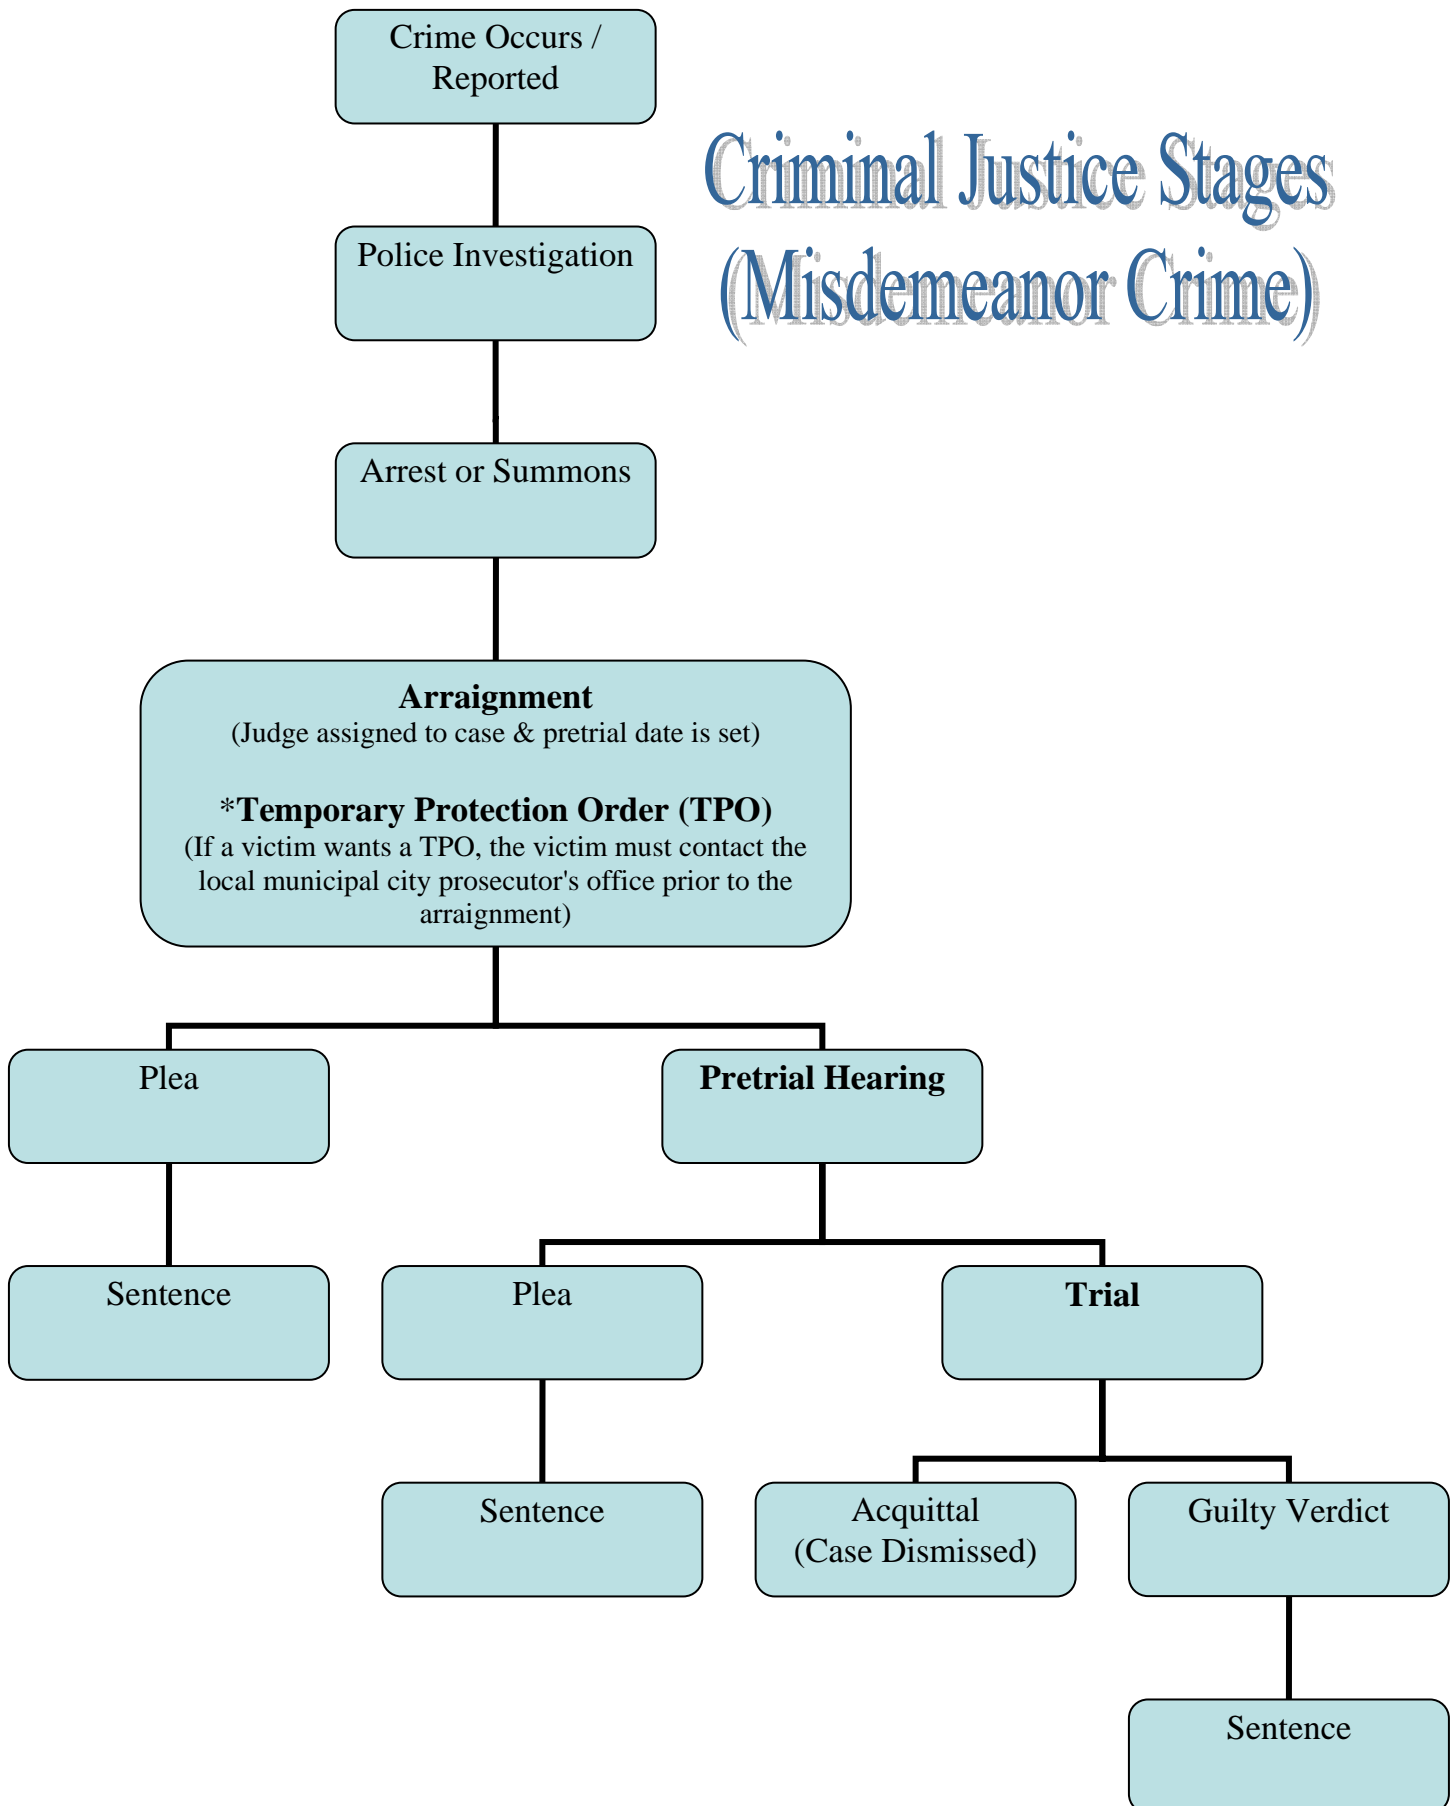 Crime Occurs /
Reported
Criminal Justice Stages
(Misdemeanor Crime)
Police Investigation
Arrest or Summons
Arraignment
(Judge assigned to case & pretrial date is set)
*Temporary Protection Order (TPO)
(If a victim wants a TPO, the victim must contact the
local municipal city prosecutor's office prior to the
arraignment)
Plea
Pretrial Hearing
Sentence
Plea
Trial
Sentence
Acquittal
(Case Dismissed)
Guilty Verdict
Sentence